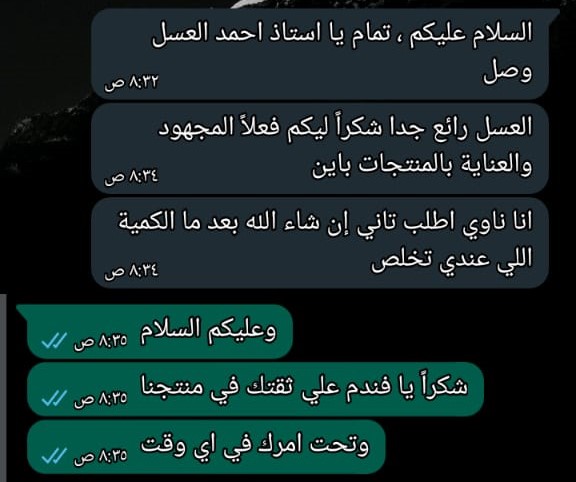 السلام عليكم ، تمام يا استاذ احمد العسل
وصل
٨:٣٢ ص
العسل رائع جدا شكراً ليكم فعلاً المجهود
والعناية بالمنتجات باين
٨:٣٤ ص
انا ناوي اطلب تاني إن شاء الله بعد ما الكمية
اللي عندي تخلص
٨:٣٤ ص
وعليكم السلام
٨:٣٥ ص
شكراً يا فندم علي ثقتك في منتجنا
٨:٣٥ ص
وتحت امرك في اي وقت
٨:٣٥ ص